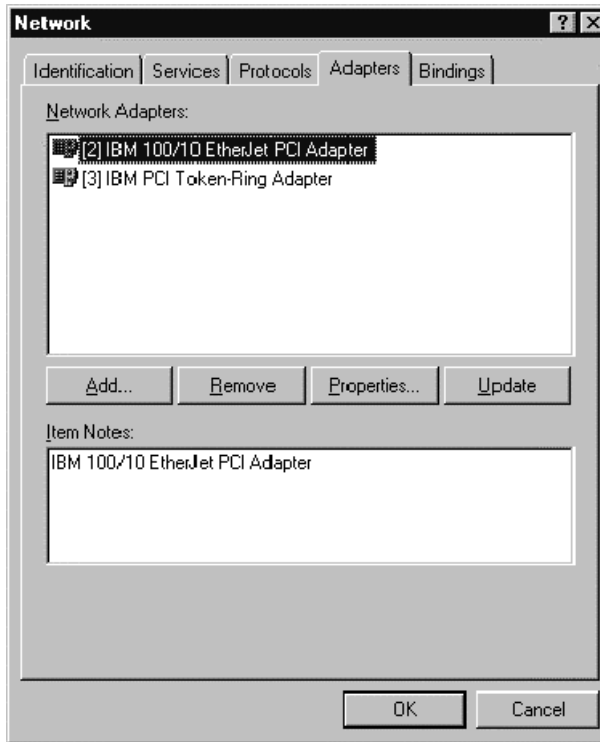 Network
Identification Services Protocols Adapters Bindings
Network Adapters:
[2] IBM 100/10 EtherJet PCI Adapter
[3] IBM PCI Token-Ring Adapter
Add... Remove Properties... Update
Item Notes:
IBM 100/10 EtherJet PCI Adapter
OK Cancel